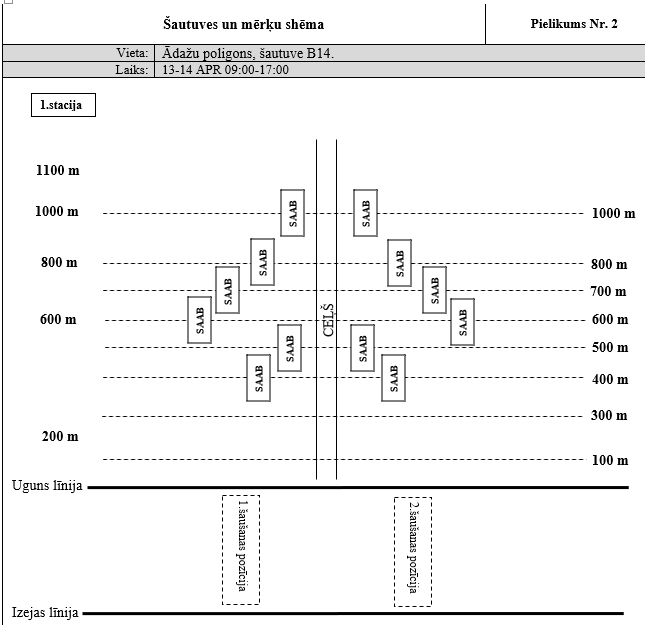 Šautuves un mērķu shēma
Pielikums Nr. 2
Vieta: Ādažu poligons, šautuve B14.
Laiks: 13-14 APR 09:00-17:00
1.stacija
1100 m
1000 m
SAAB
SAAB
1000 m
800 m
SAAB
SAAB
800 m
SAAB
SAAB
700 m
600 m
SAAB
CEĻŠ
SAAB
600 m
SAAB
SAAB
500 m
SAAB
SAAB
400 m
300 m
200 m
100 m
Uguns līnija
1.šaušanas pozīcija
2.šaušanas pozīcija
Izejas līnija